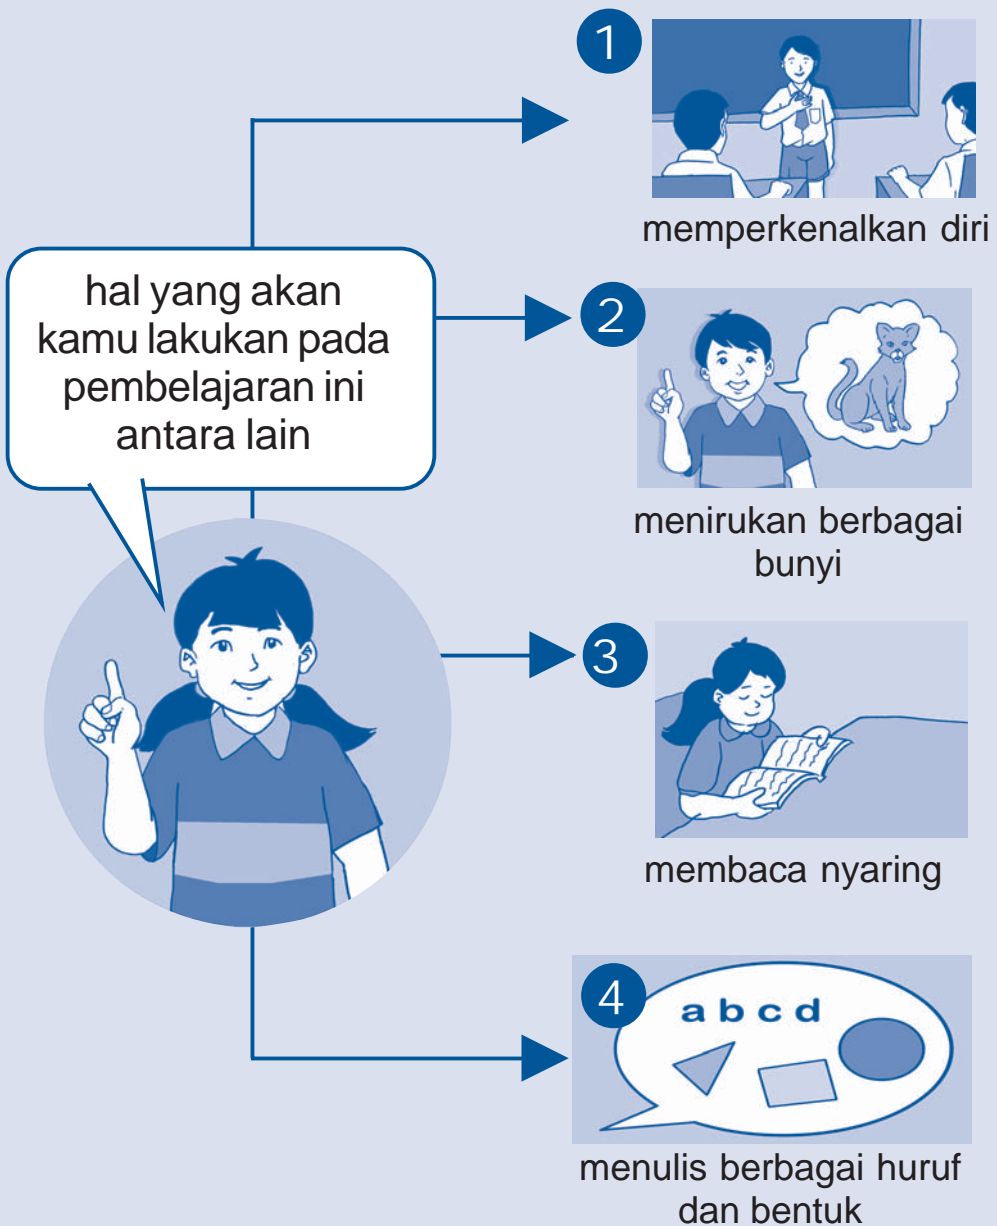 1
memperkenalkan diri
hal yang akan
kamu lakukan pada
pembelajaran ini
antara lain
2
menirukan berbagai
bunyi
3
membaca nyaring
4
a b c d
menulis berbagai huruf
dan bentuk